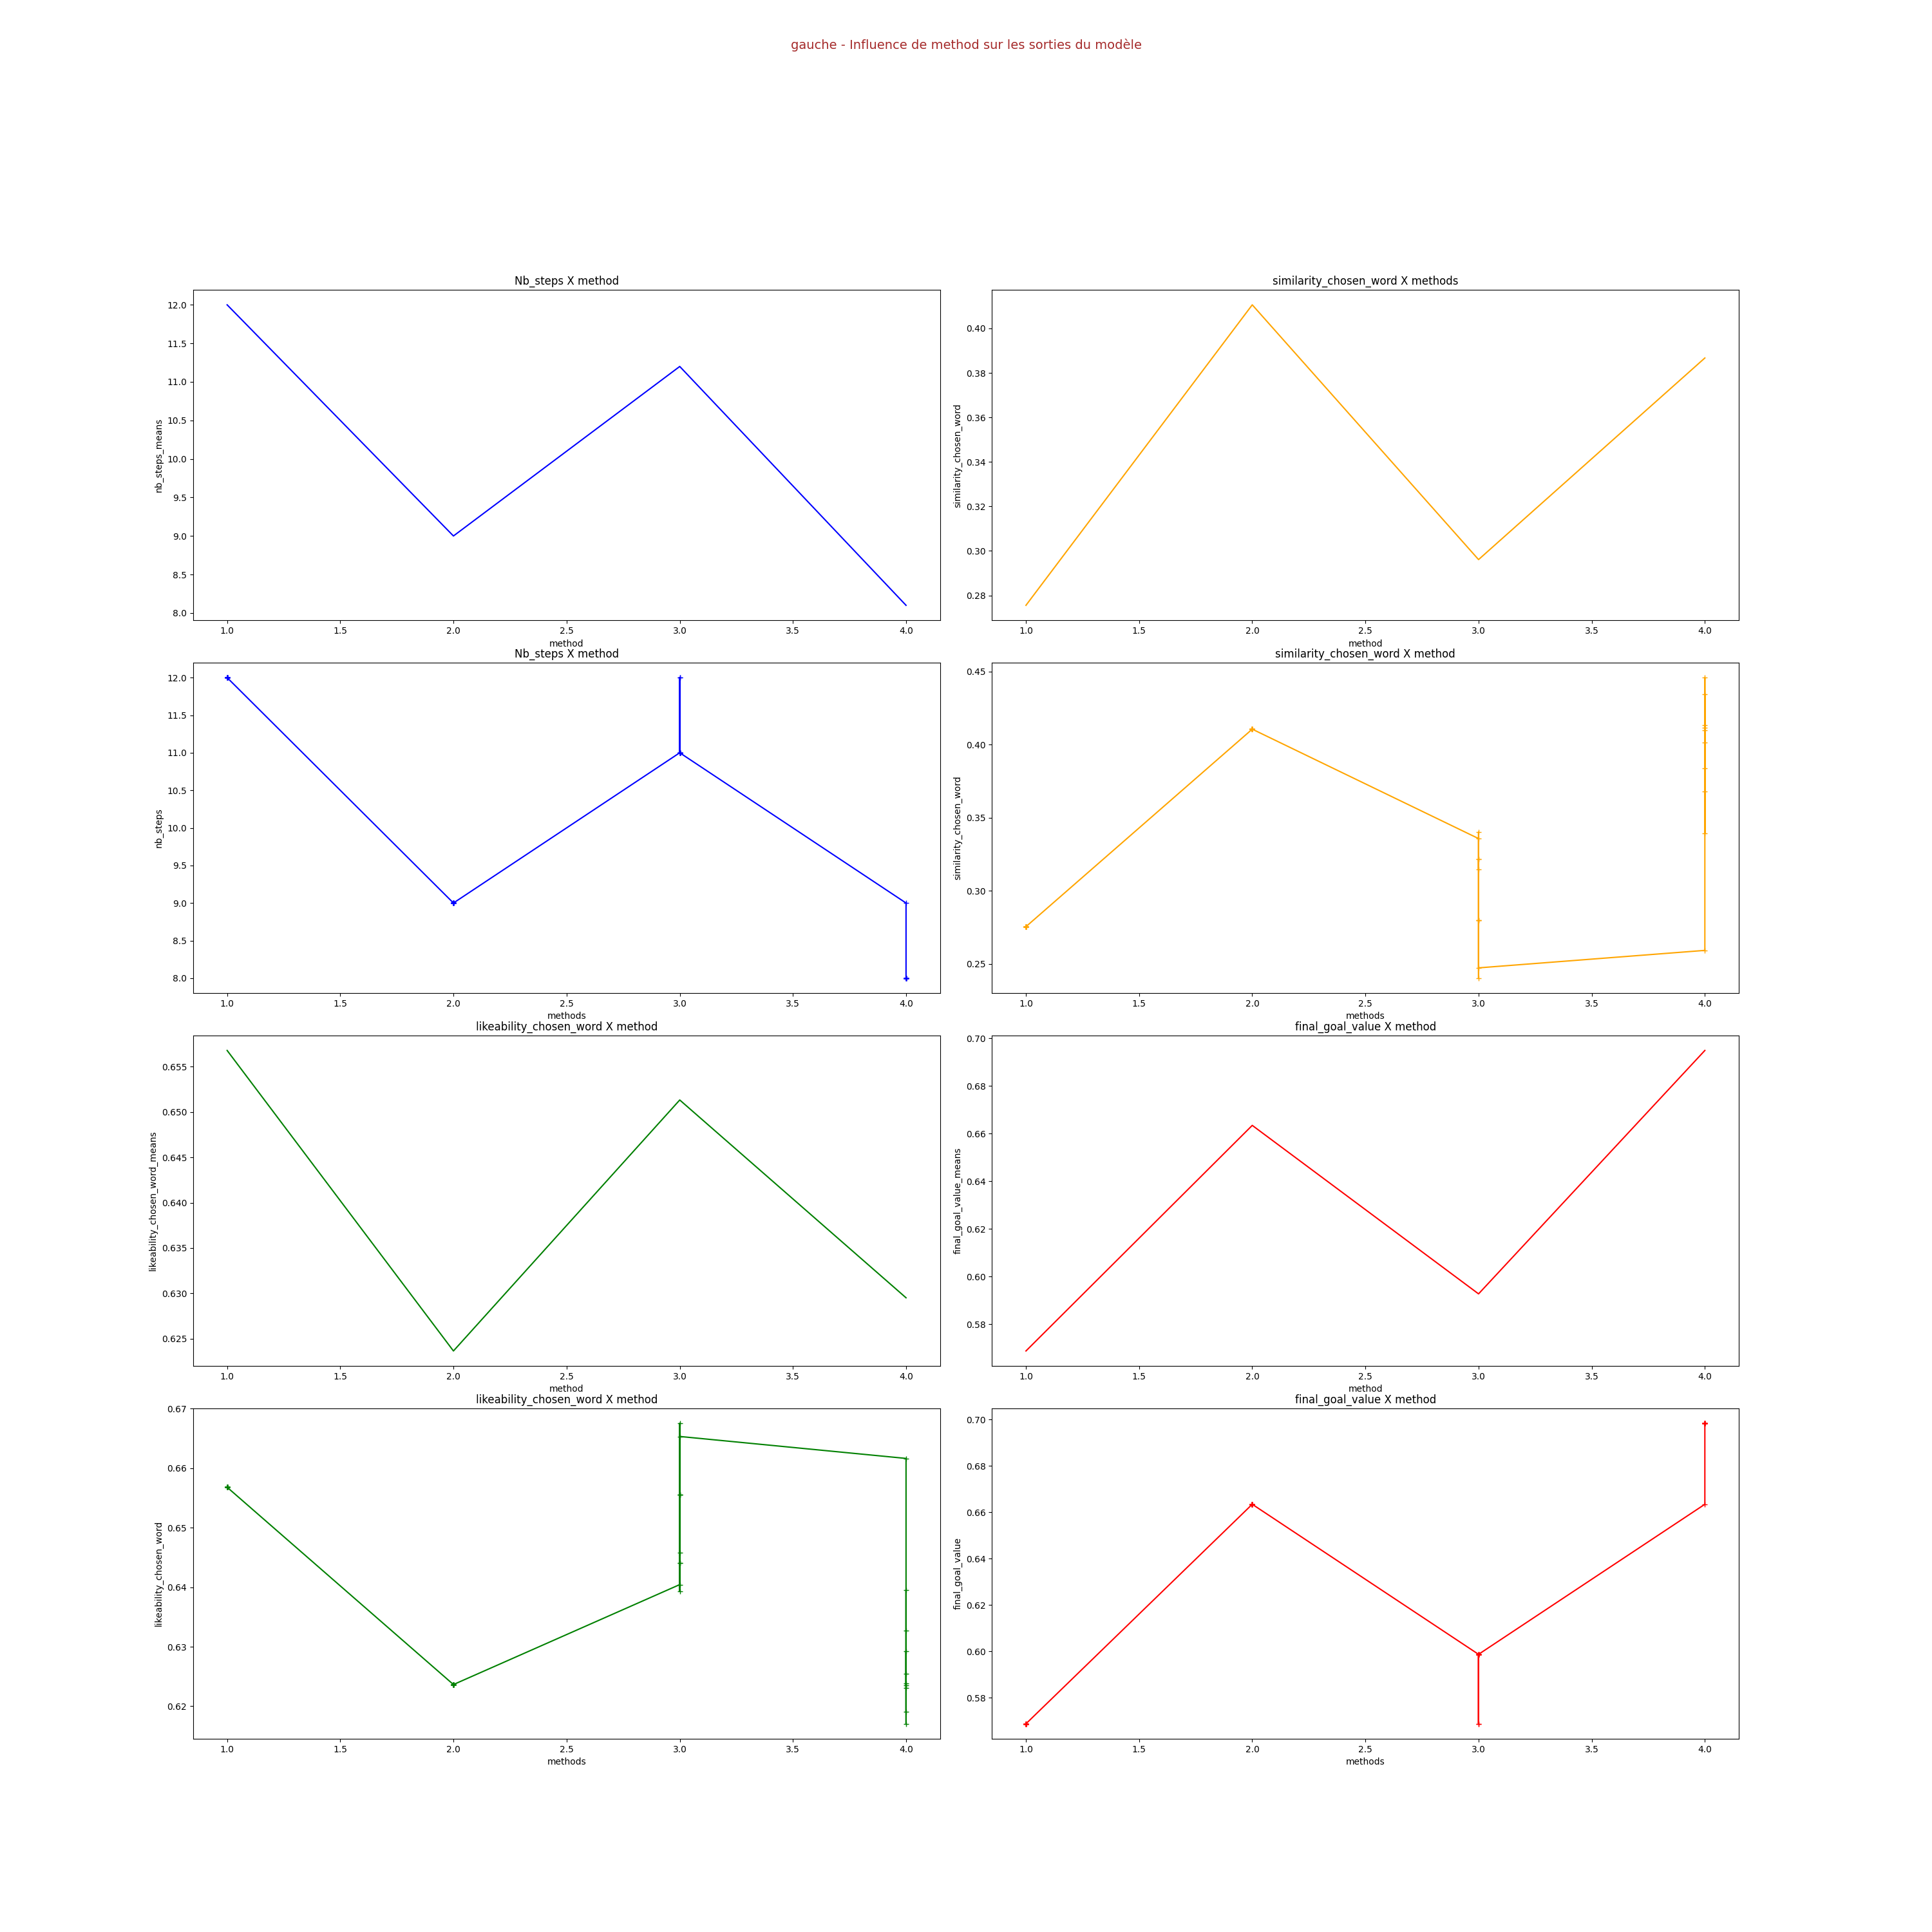 gauche - Influence de method sur les sorties du modèle
Nb_steps X method
12.0
11.5
11.0
10.5
10.0
9.5
9.0
8.5
8.0
nb_steps_means
1.0 1.5 2.0 2.5 3.0 3.5 4.0
method
similarity_chosen_word X methods
0.40
0.38
0.36
0.34
0.32
0.30
0.28
similarity_chosen_word
1.0 1.5 2.0 2.5 3.0 3.5 4.0
method
Nb_steps X method
12.0
11.5
11.0
10.5
10.0
9.5
9.0
8.5
8.0
nb_steps
1.0 1.5 2.0 2.5 3.0 3.5 4.0
methods
similarity_chosen_word X method
0.45
0.40
0.35
0.30
0.25
similarity_chosen_word
1.0 1.5 2.0 2.5 3.0 3.5 4.0
methods
likeability_chosen_word X method
0.655
0.650
0.645
0.640
0.635
0.630
0.625
likeability_chosen_word_means
1.0 1.5 2.0 2.5 3.0 3.5 4.0
method
final_goal_value X method
0.70
0.68
0.66
0.64
0.62
0.60
0.58
final_goal_value_means
1.0 1.5 2.0 2.5 3.0 3.5 4.0
method
likeability_chosen_word X method
0.67
0.66
0.65
0.64
0.63
0.62
likeability_chosen_word
1.0 1.5 2.0 2.5 3.0 3.5 4.0
methods
final_goal_value X method
0.70
0.68
0.66
0.64
0.62
0.60
0.58
final_goal_value
1.0 1.5 2.0 2.5 3.0 3.5 4.0
methods